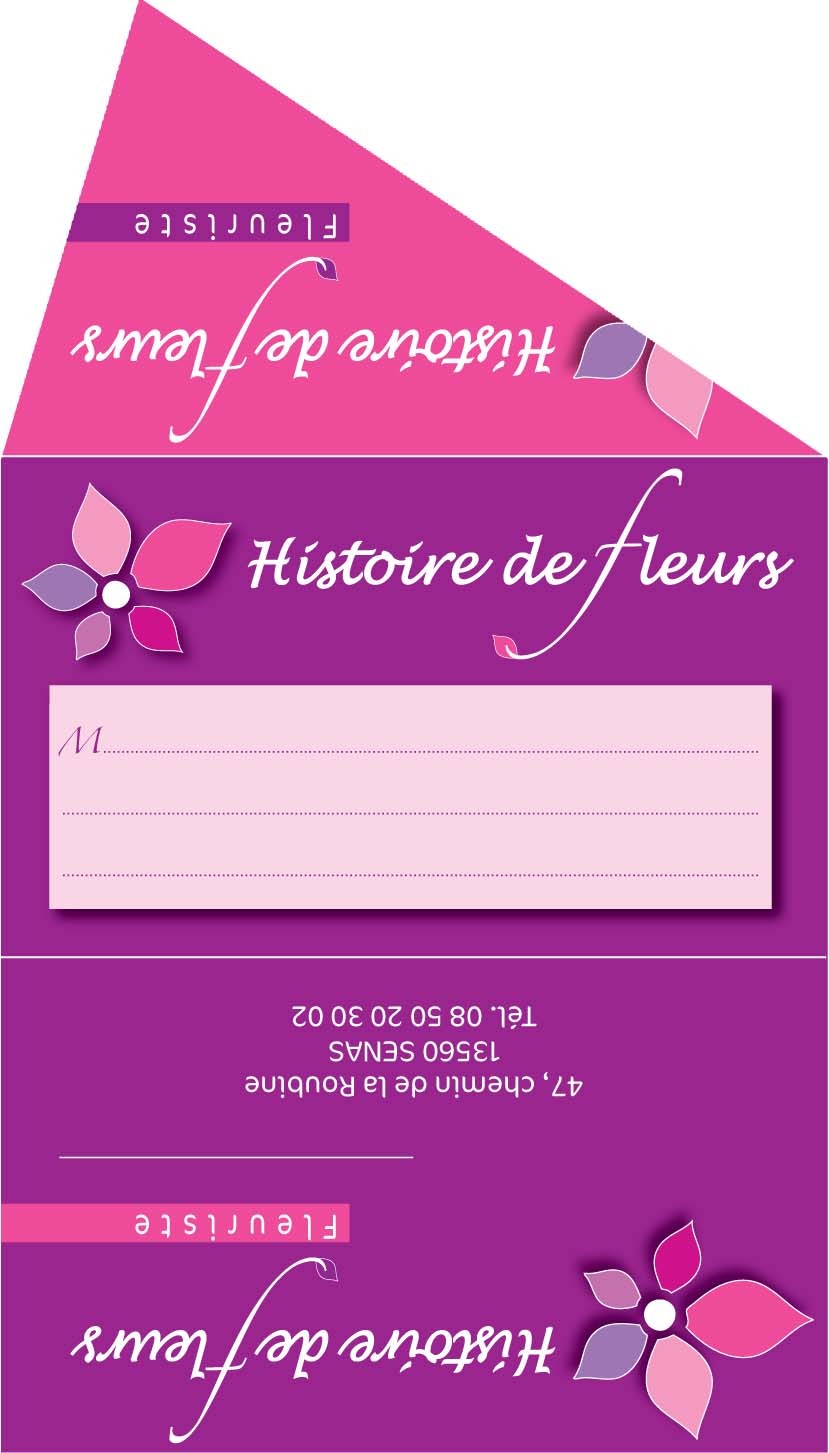 Fleuriste
Histoire de fleurs
Histoire de fleurs
M
Tél. 08 50 20 30 02
13560 SENAS
47, chemin de la Roubine
Fleuriste
Histoire de fleurs